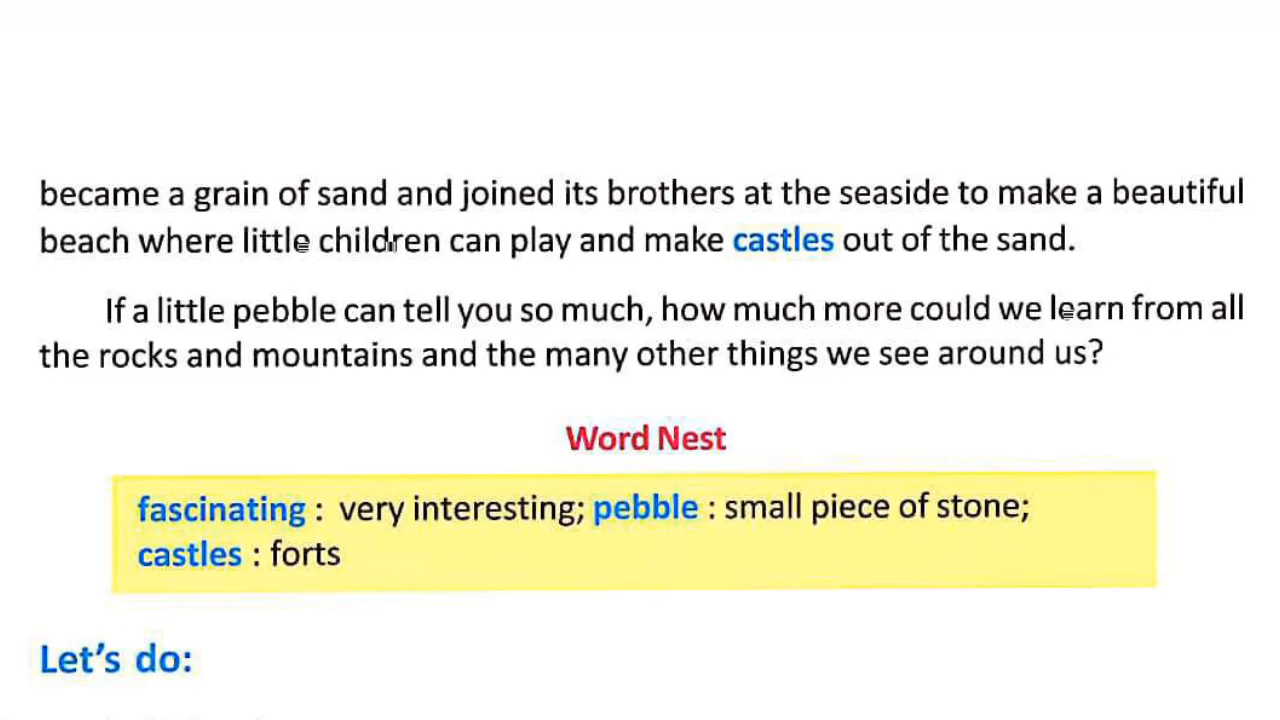 became a grain of sand and joined its brothers at the seaside to make a beautiful
beach where little children can play and make castles out of the sand.
If a little pebble can tell you so much, how much more could we learn from all
the rocks and mountains and the many other things we see around us?
Word Nest
fascinating : very interesting; pebble : small piece of stone;
castles : forts
Let's do: